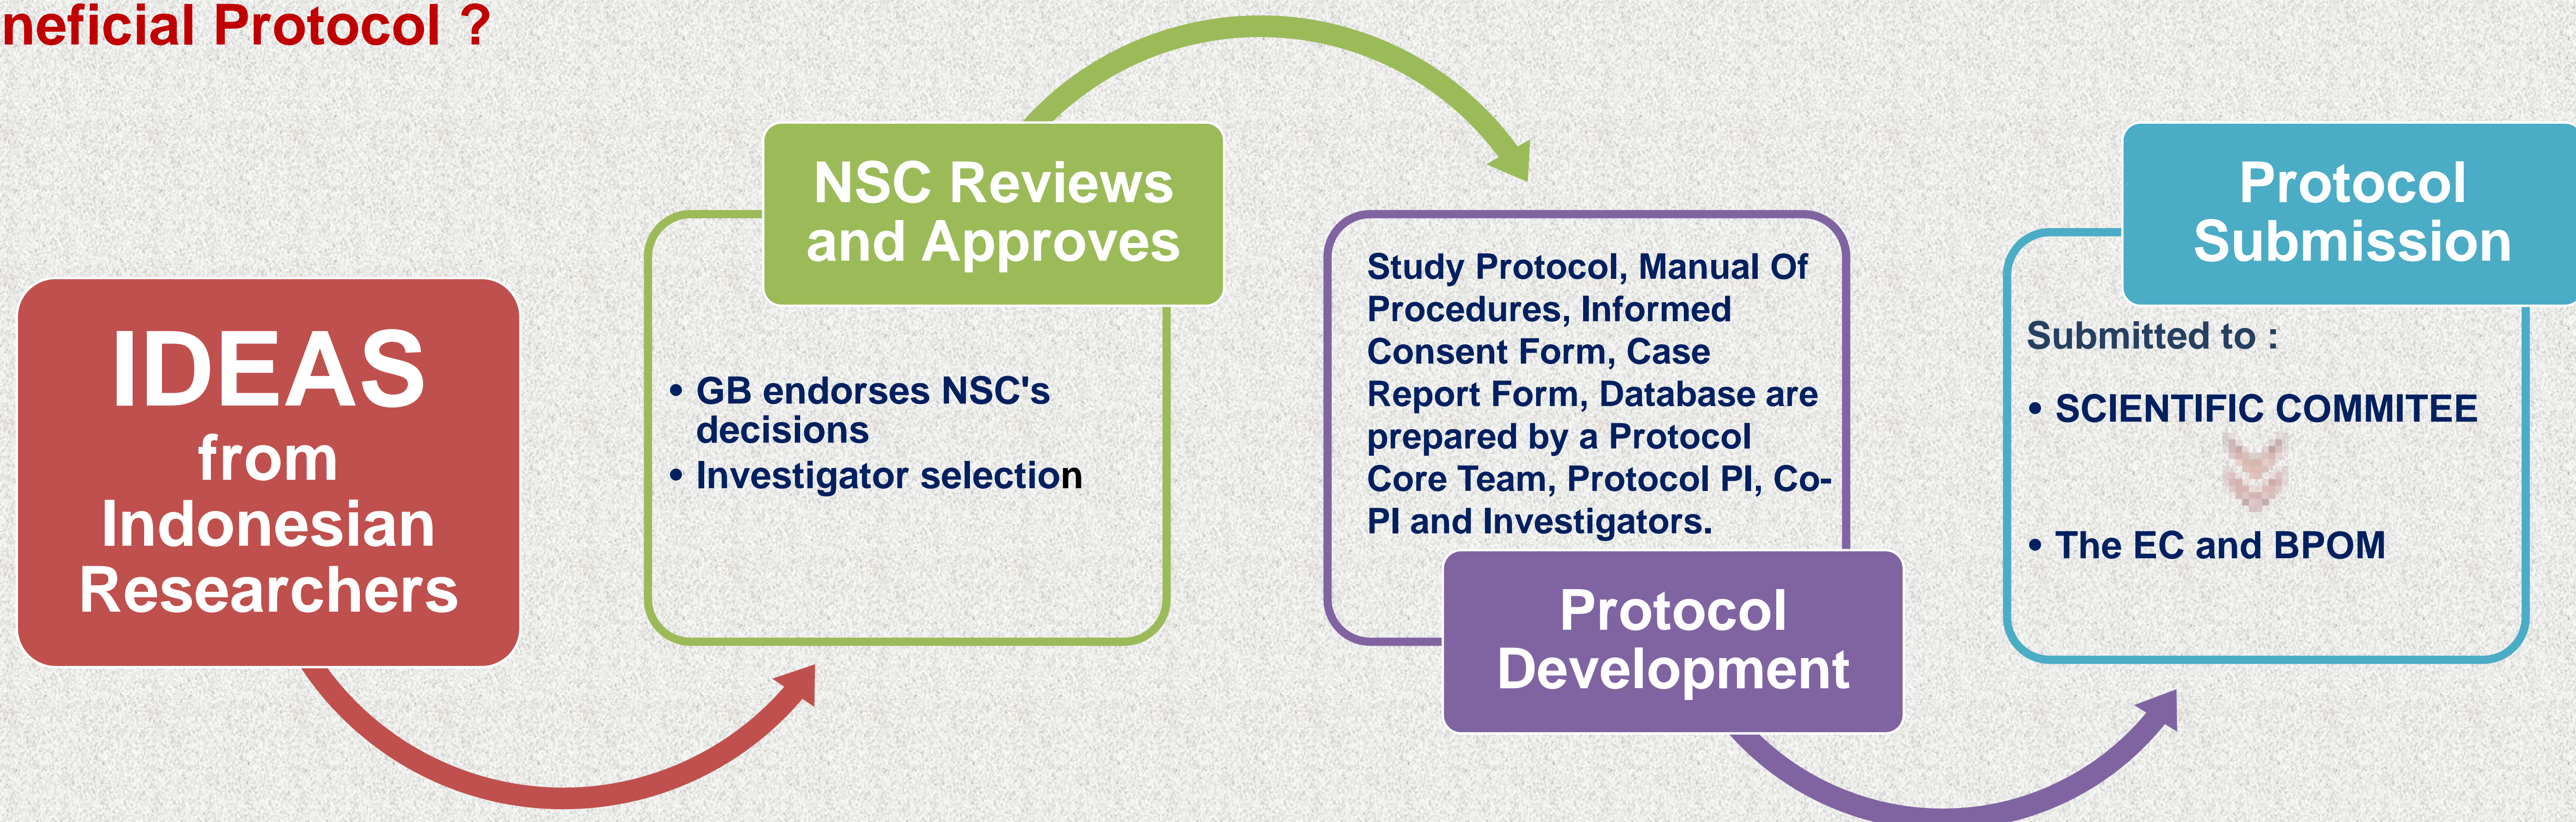 neficial Protocol ?
IDEAS
from
Indonesian
Researchers
NSC Reviews
and Approves
• GB endorses NSC's
decisions
• Investigator selection
Study Protocol, Manual Of
Procedures, Informed
Consent Form, Case
Report Form, Database are
prepared by a Protocol
Core Team, Protocol PI, Co-
PI and Investigators.
Protocol
Development
Protocol
Submission
Submitted to :
• SCIENTIFIC COMMITEE
• The EC and BPOM